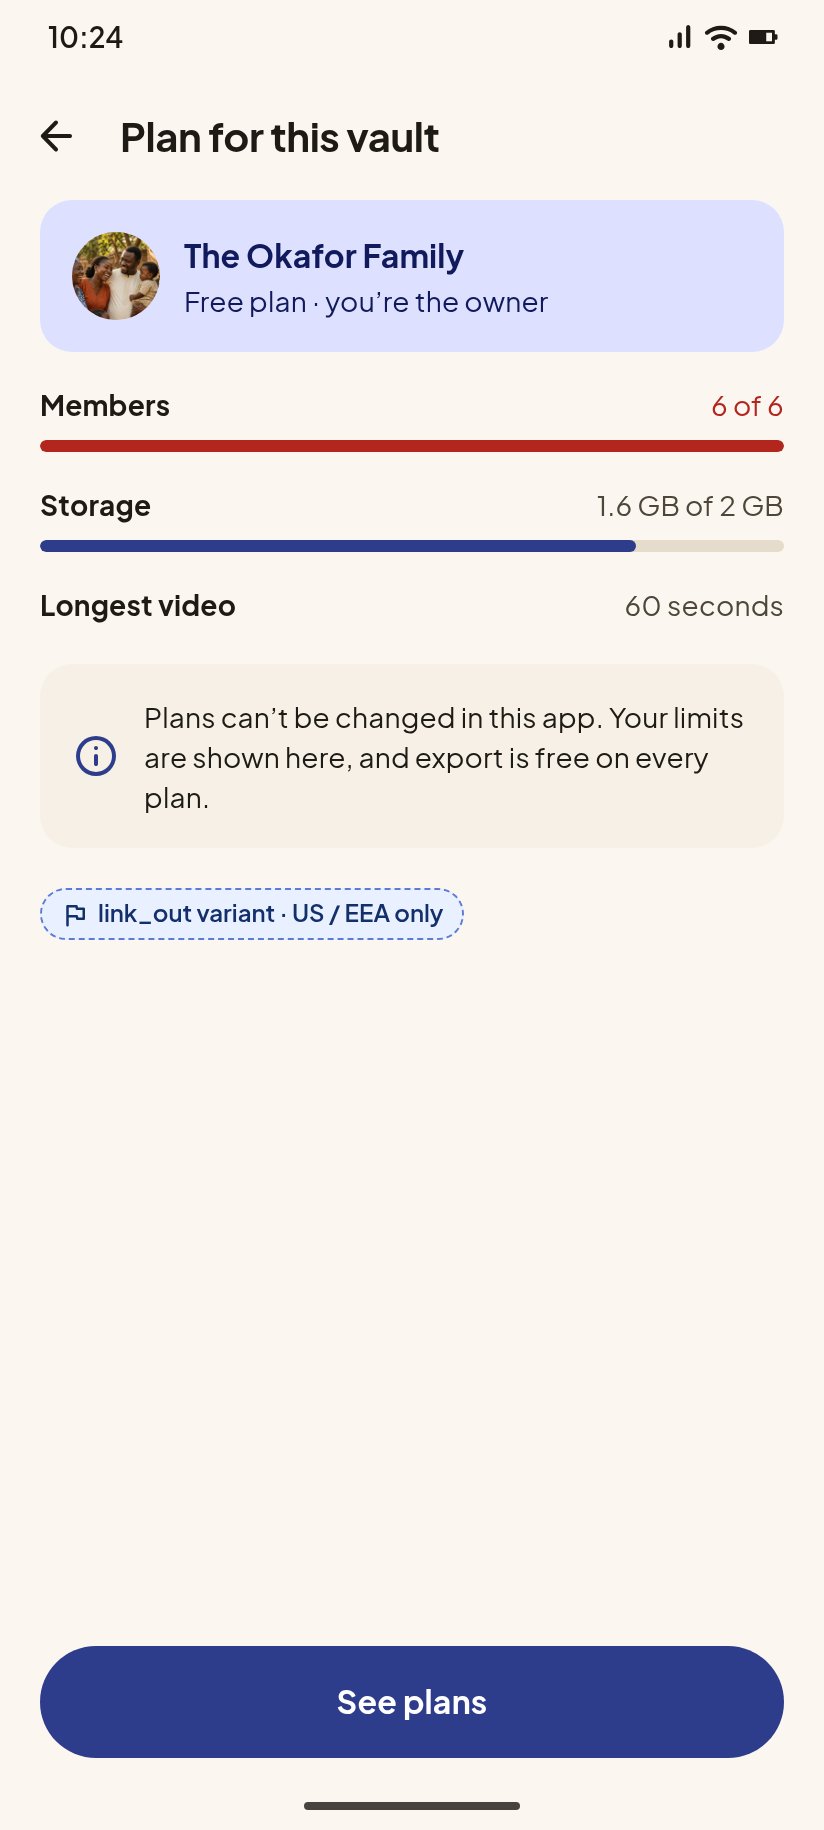 10:24
Plan for this vault
The Okafor Family
Free plan · you’re the owner
Members
6 of 6
Storage
1.6 GB of 2 GB
Longest video
60 seconds
Plans can’t be changed in this app. Your limits
are shown here, and export is free on every
plan.
link_out variant · US / EEA only
See plans